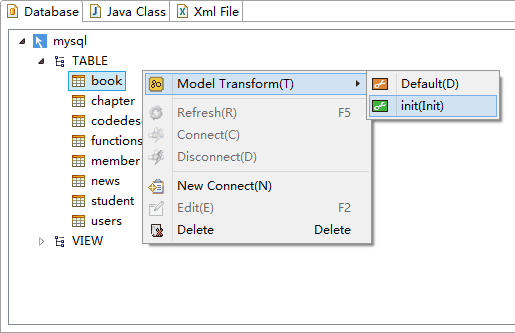 Database Java Class Xml File
mysql
TABLE
book
chapter
codedes
functions
member
news
student
users
VIEW
Model Transform(T)
Refresh(R) F5
Connect(C)
Disconnect(D)
New Connect(N)
Edit(E) F2
Delete Delete
Default(D)
init(Init)